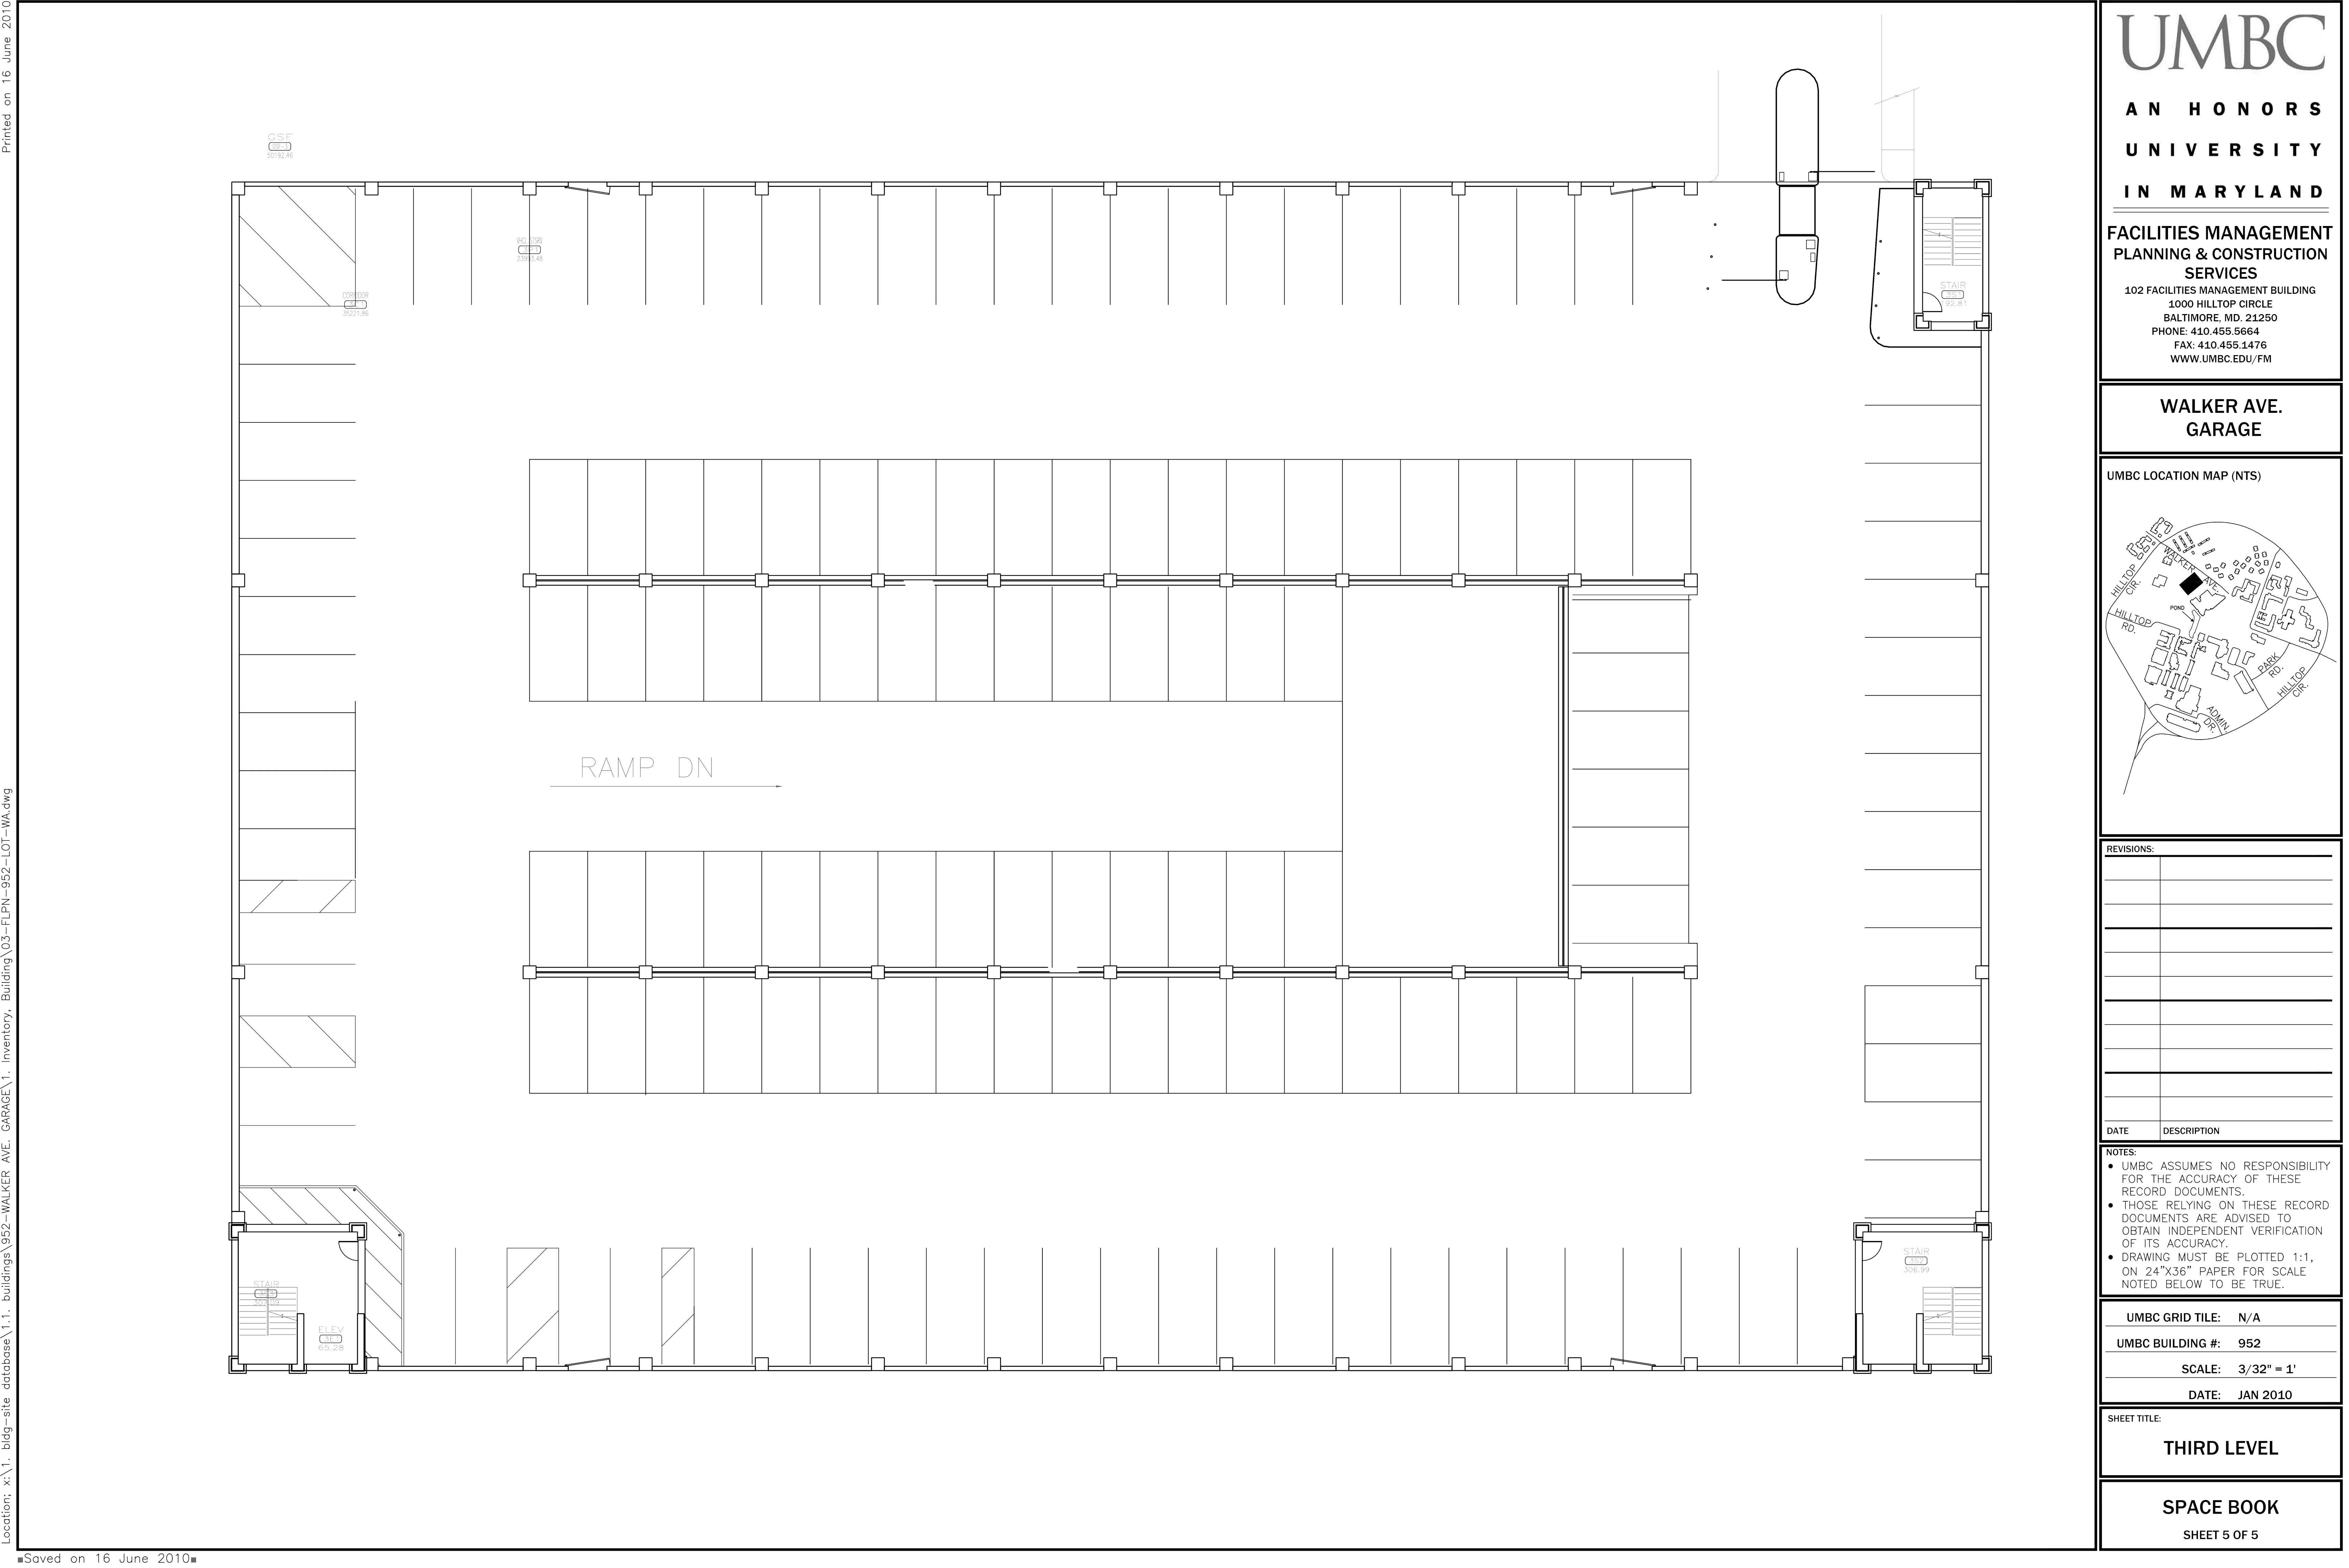 Printed on 16 June 2010
Location; x:\1. bldg-site database\1.1. buildings\952-WALKER AVE. GARAGE\1. Inventory, Building\03-FLPN-952-LOT-WA.dwg
Saved on 16 June 2010
GSF
50192.46
CORRIDOR
35221.86
23993.48
STAIR
192.81
RAMP DN
STAIR
ELEV
65.28
STAIR
306.99
UMBC
AN HONORS
UNIVERSITY
IN MARYLAND
FACILITIES MANAGEMENT
PLANNING & CONSTRUCTION
SERVICES
102 FACILITIES MANAGEMENT BUILDING
1000 HILLTOP CIRCLE
BALTIMORE, MD. 21250
PHONE: 410.455.5664
FAX: 410.455.1476
WWW.UMBC.EDU/FM
WALKER AVE.
GARAGE
UMBC LOCATION MAP (NTS)
WALKER AVE.
HILLTOP
CIR.
POND
HILLTOP
RD.
PARK
RD.
HILLTOP
CIR.
ADMIN
DR.
REVISIONS:
DATE DESCRIPTION
NOTES:
• UMBC ASSUMES NO RESPONSIBILITY
FOR THE ACCURACY OF THESE
RECORD DOCUMENTS.
• THOSE RELYING ON THESE RECORD
DOCUMENTS ARE ADVISED TO
OBTAIN INDEPENDENT VERIFICATION
OF ITS ACCURACY.
• DRAWING MUST BE PLOTTED 1:1,
ON 24"X36" PAPER FOR SCALE
NOTED BELOW TO BE TRUE.
UMBC GRID TILE: N/A
UMBC BUILDING #: 952
SCALE: 3/32" = 1'
DATE: JAN 2010
SHEET TITLE:
THIRD LEVEL
SPACE BOOK
SHEET 5 OF 5